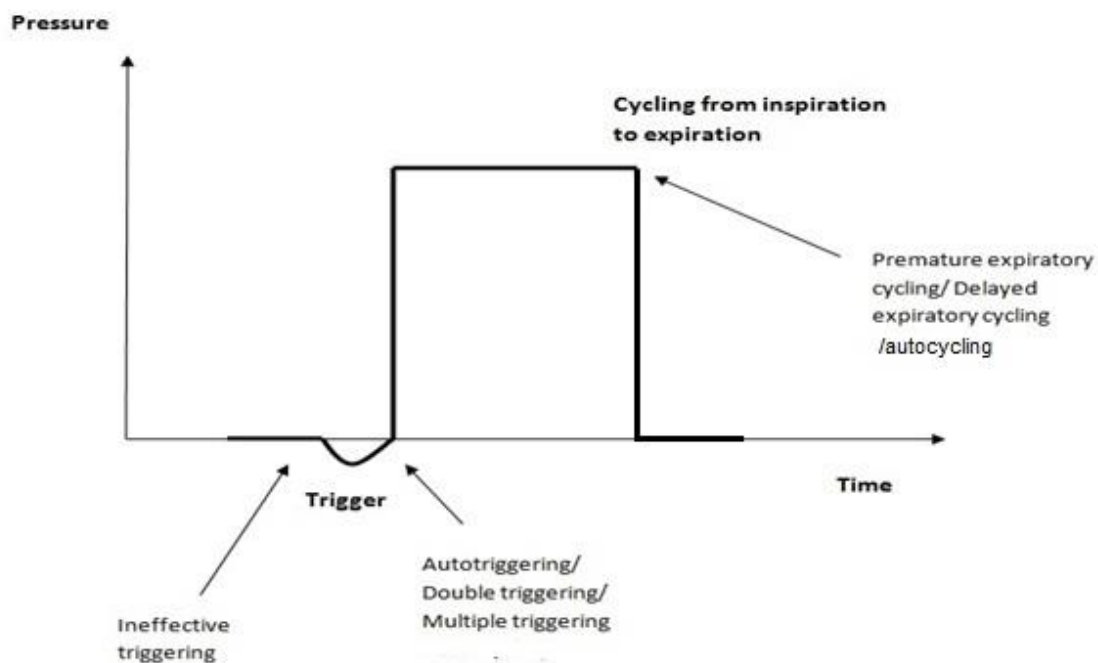 Pressure
Cycling from inspiration
to expiration
Premature expiratory
cycling/ Delayed
expiratory cycling
/autocycling
Time
Trigger
Autotriggering/
Double triggering/
Multiple triggering
Ineffective
triggering